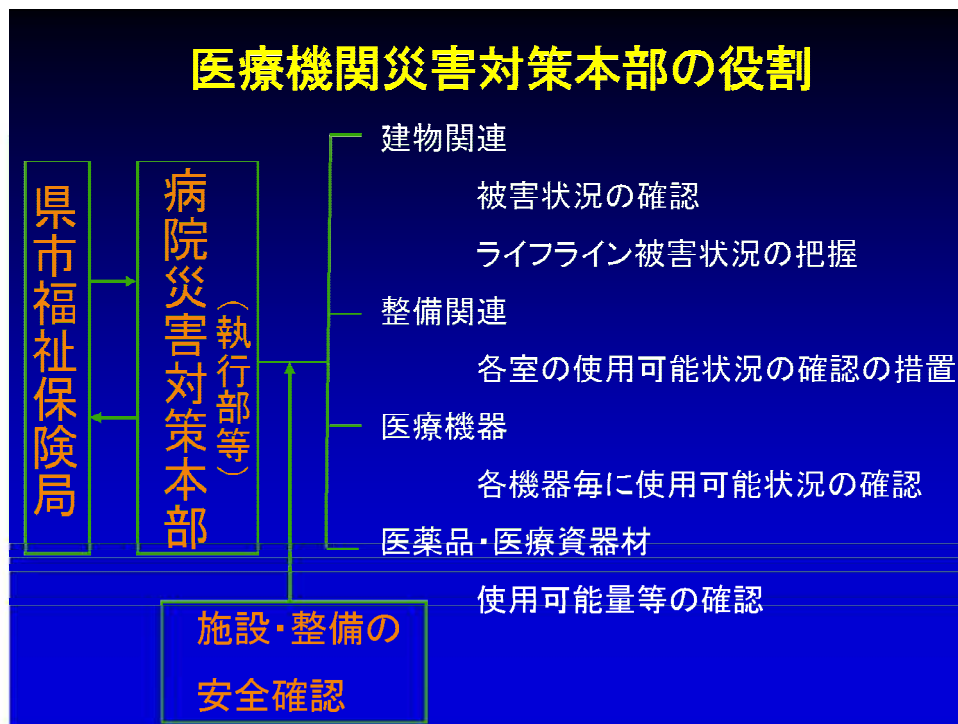 医療機関災害対策本部の役割
県市福祉保険局
病院災害対策本部
（執行部等）
建物関連
被害状況の確認
ライフライン被害状況の把握
整備関連
各室の使用可能状況の確認の措置
医療機器
各機器毎に使用可能状況の確認
医薬品・医療資器材
使用可能量等の確認
施設・整備の
安全確認